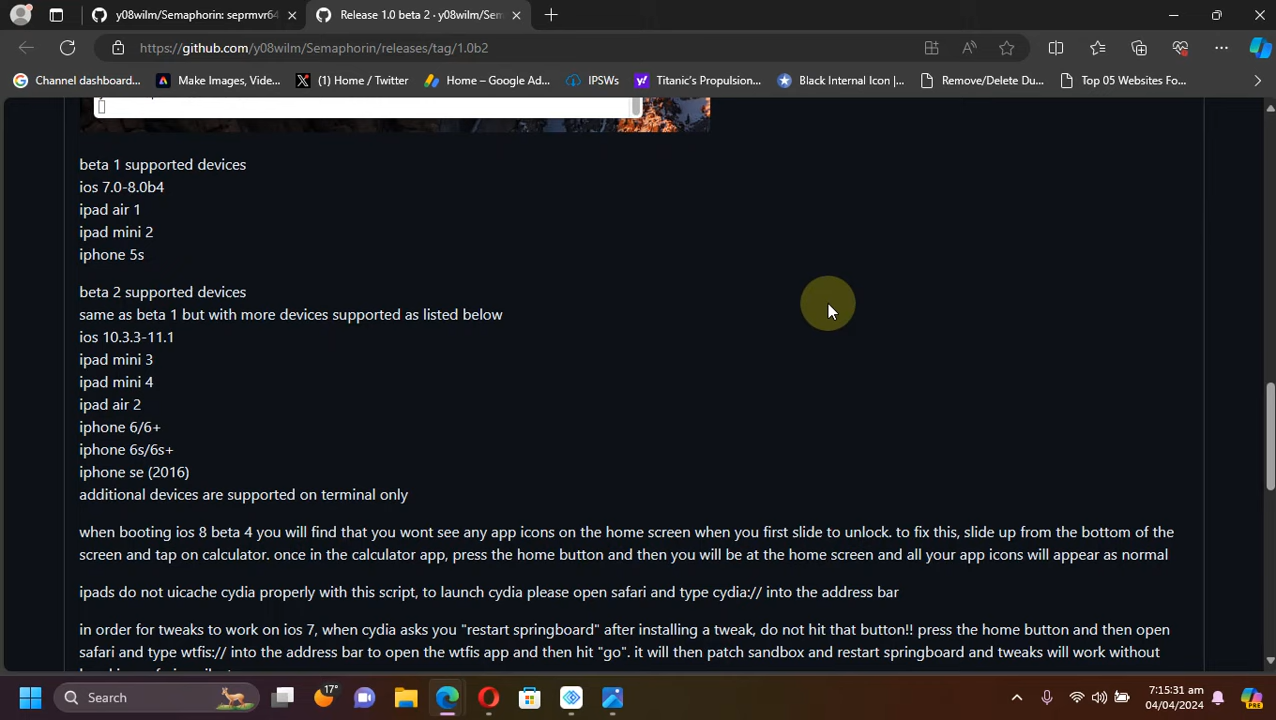 y08wilm/Semaphorin: seprmvr64
Release 1.0 beta 2 · y08wilm/Sem
https://github.com/y08wilm/Semaphorin/releases/tag/1.0b2
Channel dashboard...
Make Images, Vide...
(1) Home / Twitter
Home – Google Ad...
IPSWs
Titanic's Propulsion...
Black Internal Icon |...
Remove/Delete Du...
Top 05 Websites Fo...
beta 1 supported devices
ios 7.0-8.0b4
ipad air 1
ipad mini 2
iphone 5s
beta 2 supported devices
same as beta 1 but with more devices supported as listed below
ios 10.3.3-11.1
ipad mini 3
ipad mini 4
ipad air 2
iphone 6/6+
iphone 6s/6s+
iphone se (2016)
additional devices are supported on terminal only
when booting ios 8 beta 4 you will find that you wont see any app icons on the home screen when you first slide to unlock. to fix this, slide up from the bottom of the
screen and tap on calculator. once in the calculator app, press the home button and then you will be at the home screen and all your app icons will appear as normal
ipads do not uicache cydia properly with this script, to launch cydia please open safari and type cydia:// into the address bar
in order for tweaks to work on ios 7, when cydia asks you "restart springboard" after installing a tweak, do not hit that button!! press the home button and then open
safari and type wtfis:// into the address bar to open the wtfis app and then hit "go". it will then patch sandbox and restart springboard and tweaks will work without
Search
17°
7:15:31 am
04/04/2024
PRE